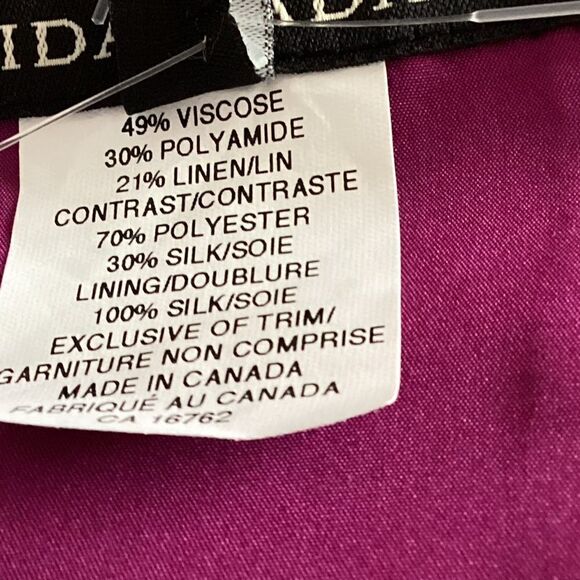 49% VISCOSE
30% POLYAMIDE
21% LINEN/LIN
CONTRAST/CONTRASTE
70% POLYESTER
30% SILK/SOIE
LINING/DOUBLURE
100% SILK/SOIE
EXCLUSIVE OF TRIM/
GARNITURE NON COMPRISE
MADE IN CANADA
FABRIQUÉ AU CANADA
CA 16762